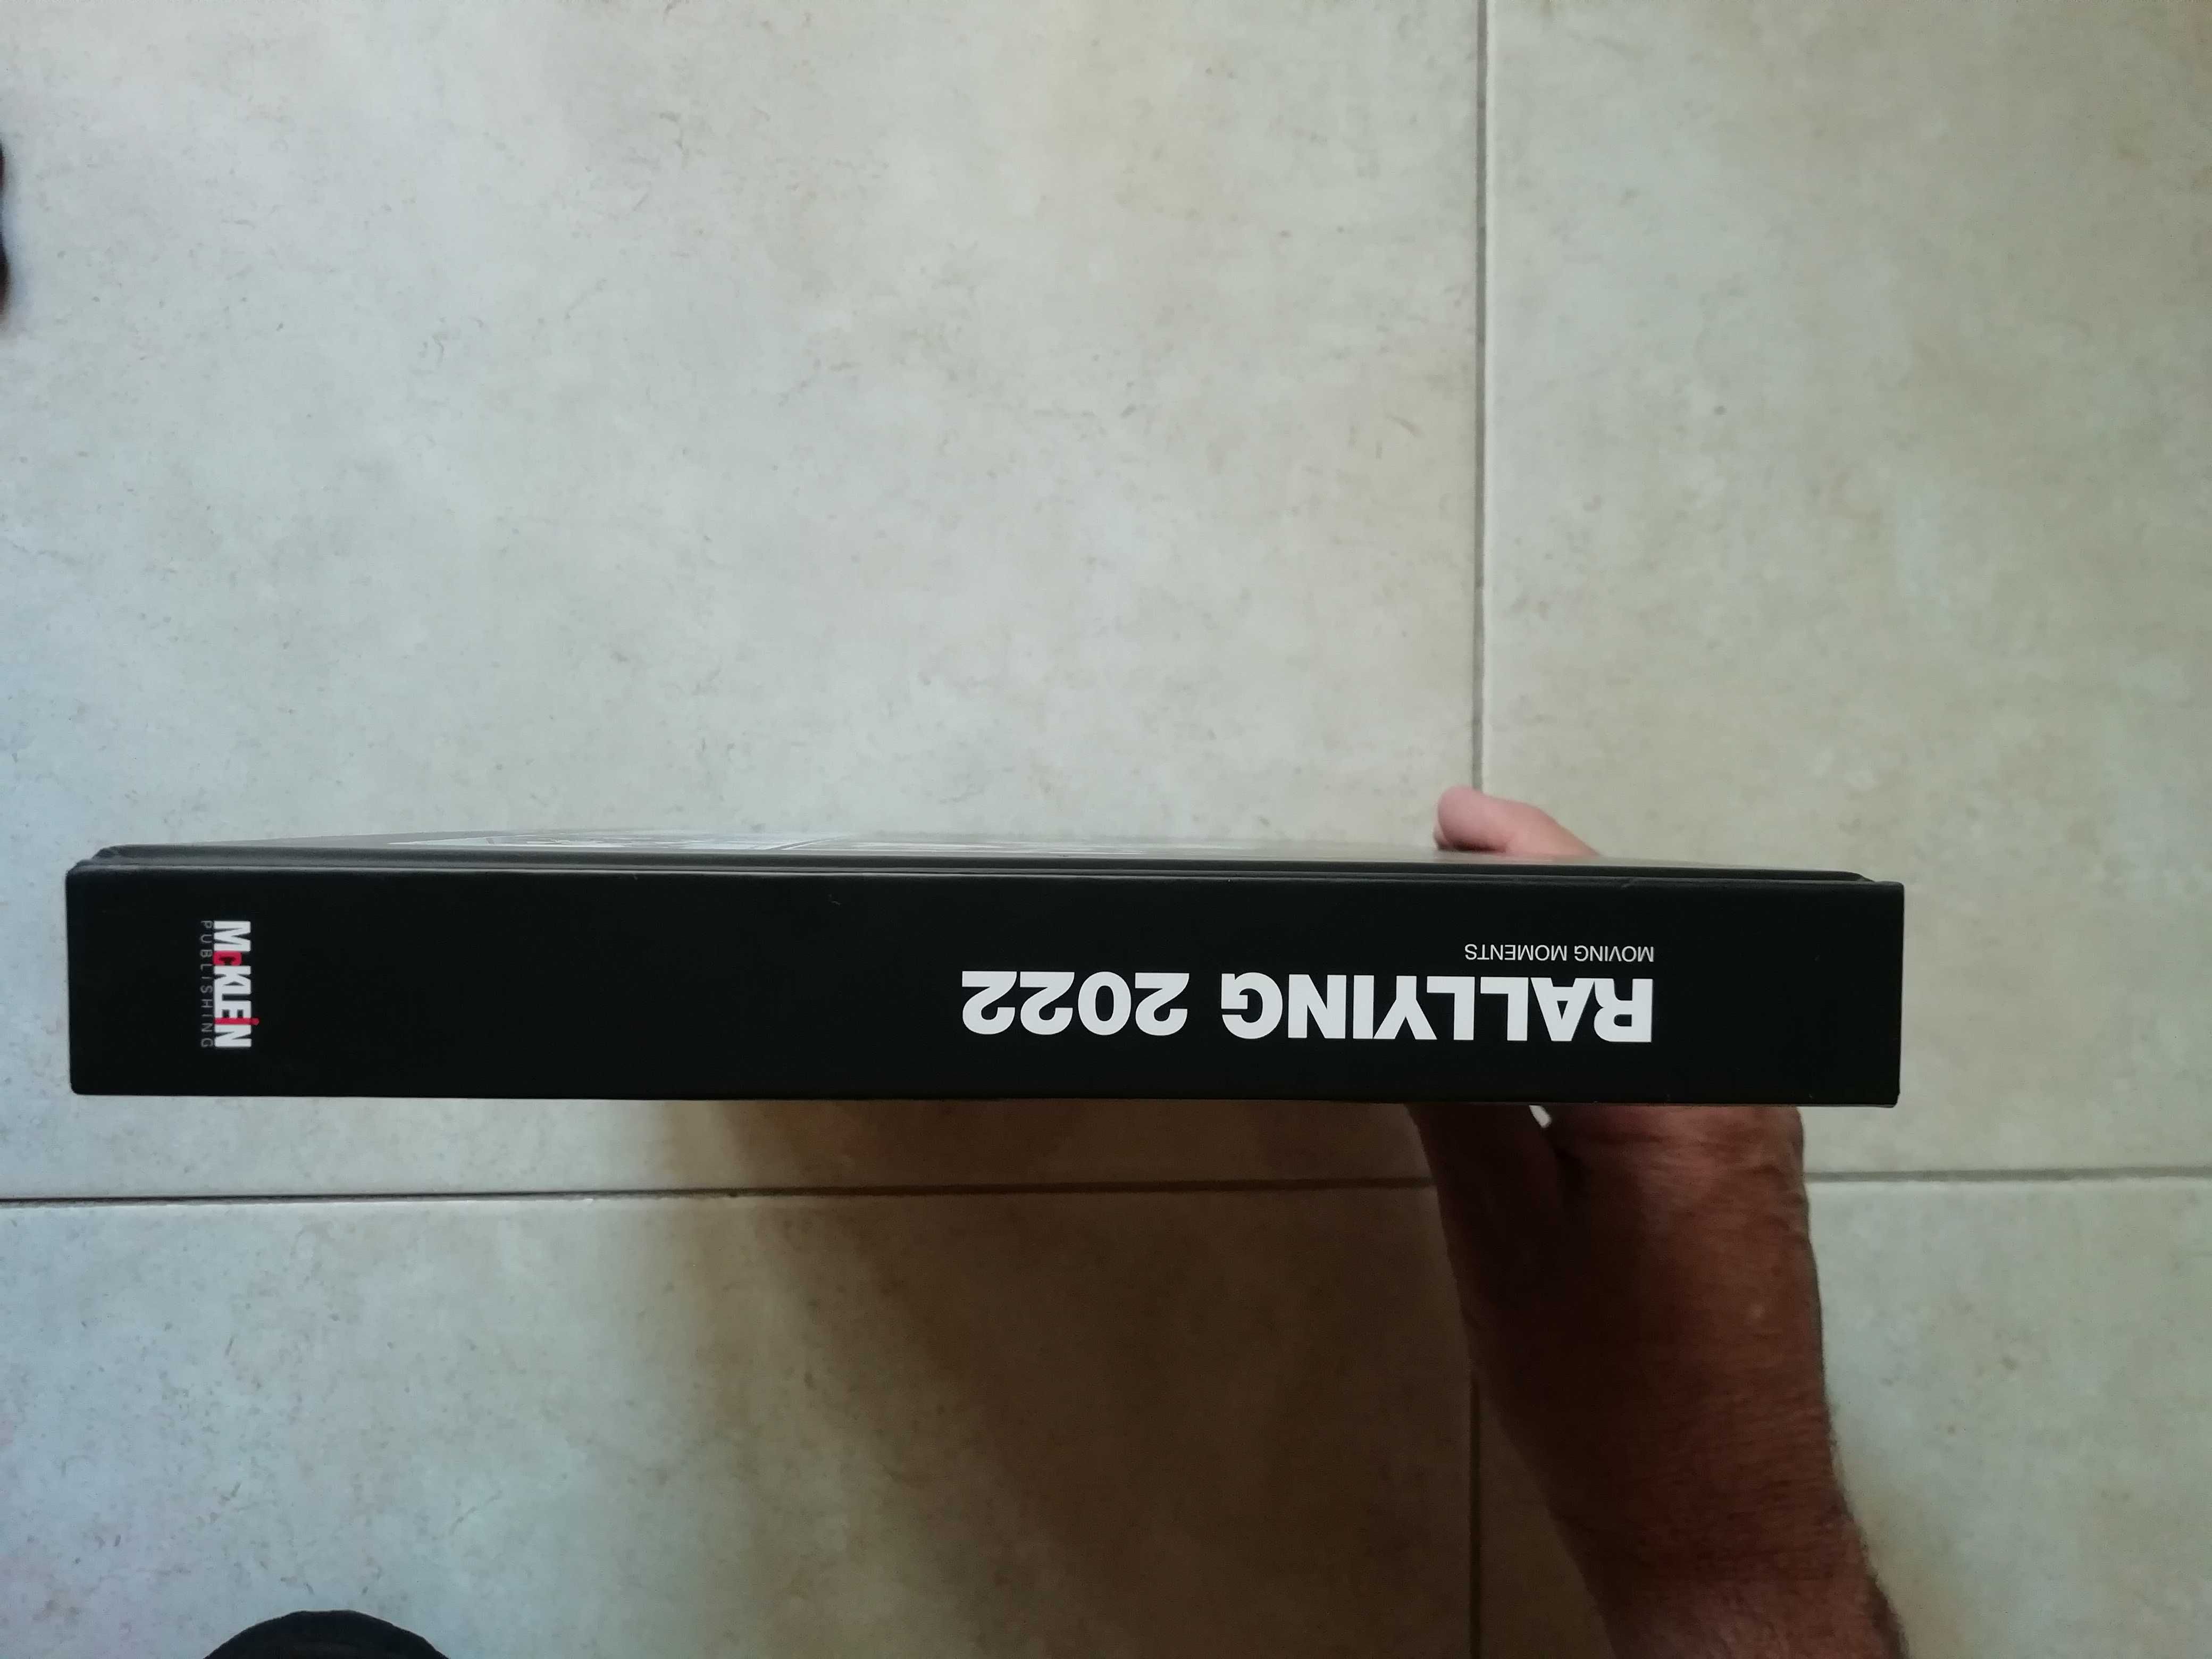 MOVING MOMENTS
RALLYING 2022
McKLEiN
PUBLISHING